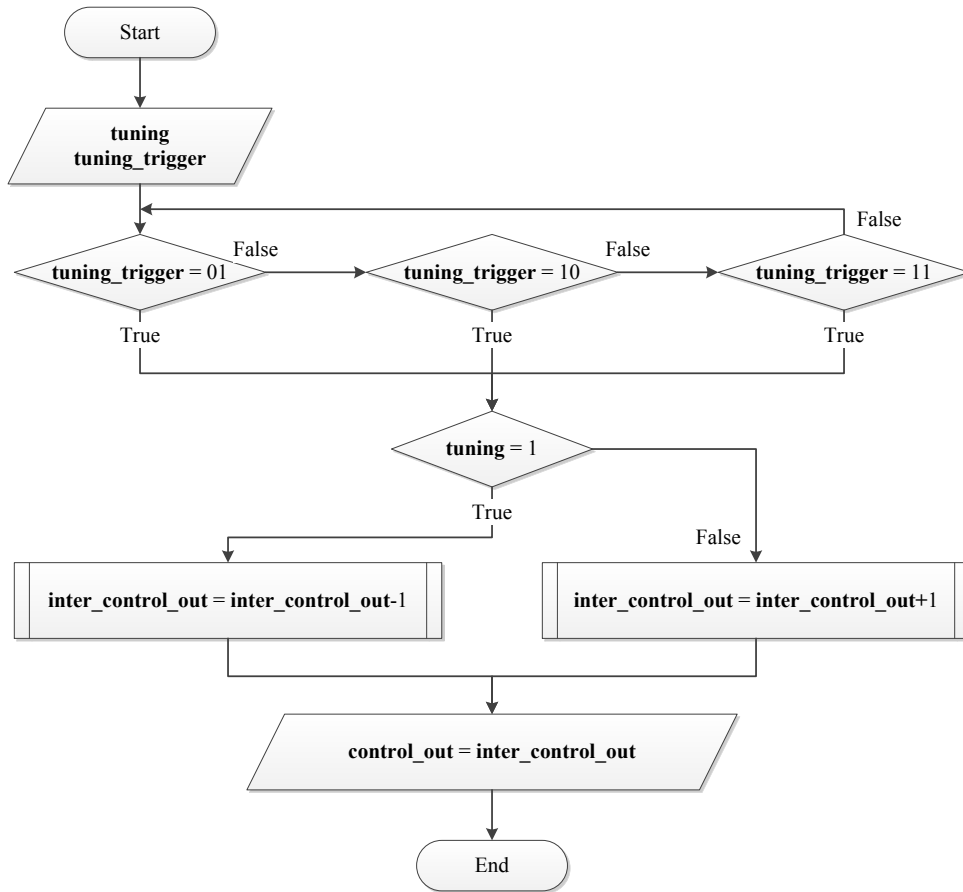 Start
tuning
tuning_trigger
False
False
False
tuning_trigger = 01
tuning_trigger = 10
tuning_trigger = 11
True
True
True
tuning = 1
True
False
inter_control_out = inter_control_out-1
inter_control_out = inter_control_out+1
control_out = inter_control_out
End